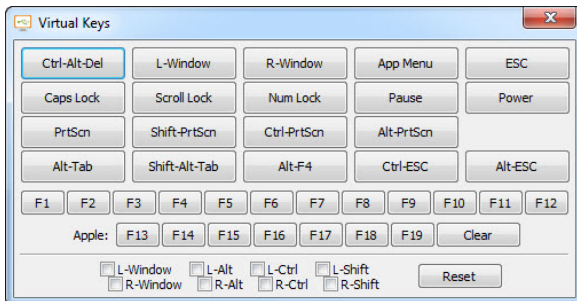 Virtual Keys
Ctrl-Alt-Del L-Window R-Window App Menu ESC
Caps Lock Scroll Lock Num Lock Pause Power
PrtScn Shift-PrtScn Ctrl-PrtScn Alt-PrtScn
Alt-Tab Shift-Alt-Tab Alt-F4 Ctrl-ESC Alt-ESC
F1 F2 F3 F4 F5 F6 F7 F8 F9 F10 F11 F12
Apple: F13 F14 F15 F16 F17 F18 F19 Clear
L-Window L-Alt L-Ctrl L-Shift
R-Window R-Alt R-Ctrl R-Shift
Reset